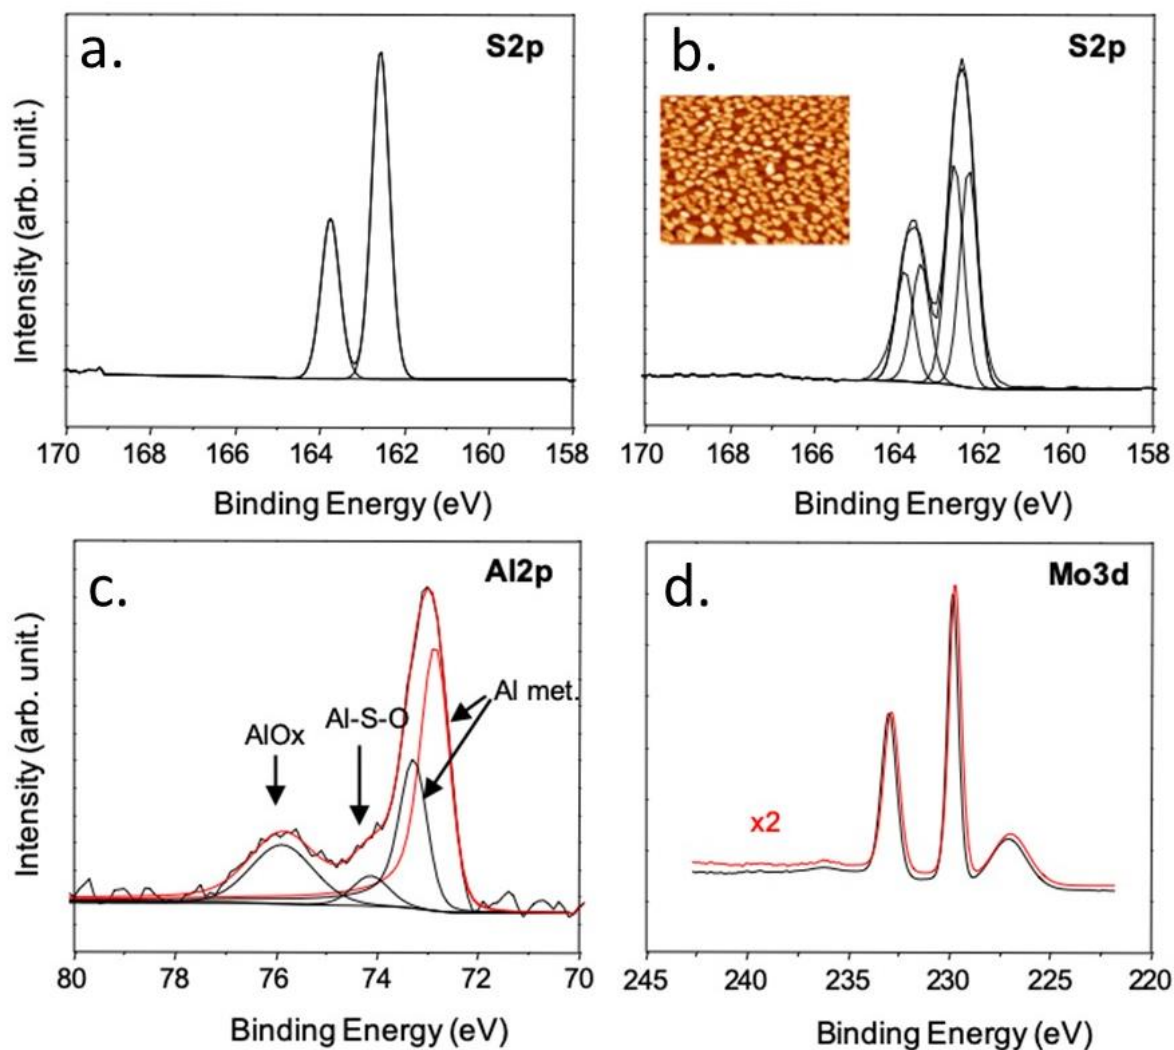 a.
S2p
Intensity (arb. unit.)
170 168 166 164 162 160 158
Binding Energy (eV)
b.
S2p
170 168 166 164 162 160 158
Binding Energy (eV)
c.
Al2p
AlOx
Al-S-O
Al met.
Intensity (arb. unit.)
80 78 76 74 72 70
Binding Energy (eV)
d.
Mo3d
x2
245 240 235 230 225 220
Binding Energy (eV)